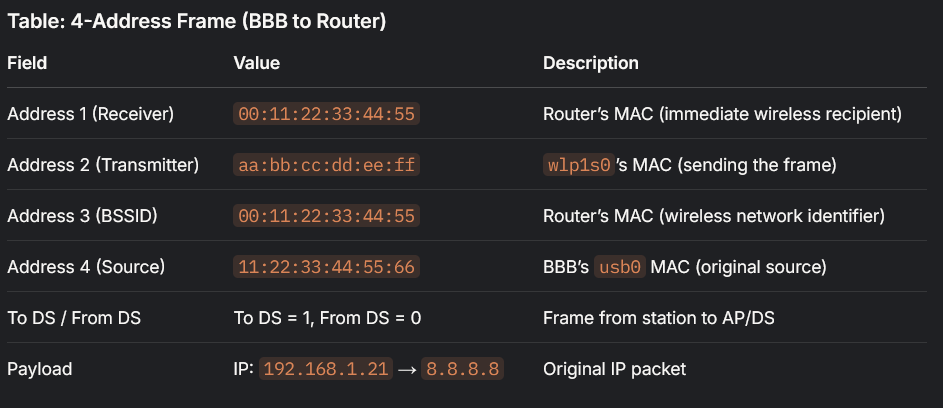 Table: 4-Address Frame (BBB to Router)
Field Value Description
Address 1 (Receiver) 00:11:22:33:44:55 Router’s MAC (immediate wireless recipient)
Address 2 (Transmitter) aa:bb:cc:dd:ee:ff wlp1s0’s MAC (sending the frame)
Address 3 (BSSID) 00:11:22:33:44:55 Router’s MAC (wireless network identifier)
Address 4 (Source) 11:22:33:44:55:66 BBB’s usb0 MAC (original source)
To DS / From DS To DS = 1, From DS = 0 Frame from station to AP/DS
Payload IP: 192.168.1.21 → 8.8.8.8 Original IP packet